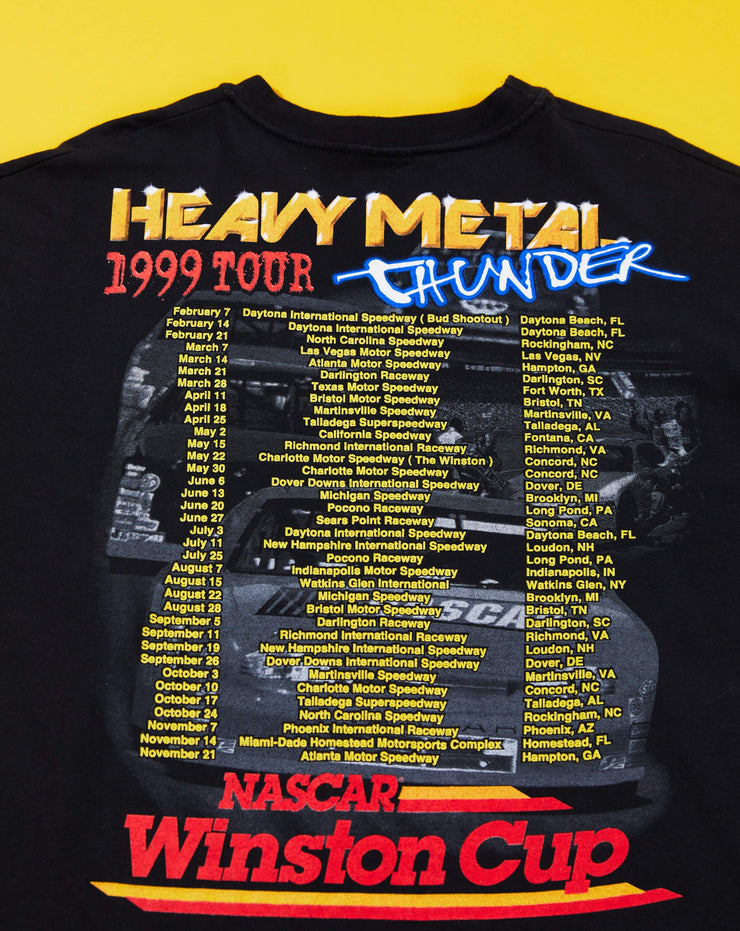 HEAVY METAL
1999 TOUR THUNDER
February 7 Daytona International Speedway ( Bud Shootout ) Daytona Beach, FL
February 14 Daytona International Speedway Daytona Beach, FL
February 21 North Carolina Speedway Rockingham, NC
March 7 Las Vegas Motor Speedway Las Vegas, NV
March 14 Atlanta Motor Speedway Hampton, GA
March 21 Darlington Raceway Darlington, SC
March 28 Texas Motor Speedway Fort Worth, TX
April 11 Bristol Motor Speedway Bristol, TN
April 18 Martinsville Speedway Martinsville, VA
April 25 Talladega Superspeedway Talladega, AL
May 2 California Speedway Fontana, CA
May 15 Richmond International Raceway Richmond, VA
May 22 Charlotte Motor Speedway ( The Winston ) Concord, NC
May 30 Charlotte Motor Speedway Concord, NC
June 6 Dover Downs International Speedway Dover, DE
June 13 Michigan Speedway Brooklyn, MI
June 20 Pocono Raceway Long Pond, PA
June 27 Sears Point Raceway Sonoma, CA
July 3 Daytona International Speedway Daytona Beach, FL
July 11 New Hampshire International Speedway Loudon, NH
July 25 Pocono Raceway Long Pond, PA
August 7 Indianapolis Motor Speedway Indianapolis, IN
August 15 Watkins Glen International Watkins Glen, NY
August 22 Michigan Speedway Brooklyn, MI
August 28 Bristol Motor Speedway Bristol, TN
September 5 Darlington Raceway Darlington, SC
September 11 Richmond International Raceway Richmond, VA
September 19 New Hampshire International Speedway Loudon, NH
September 26 Dover Downs International Speedway Dover, DE
October 3 Martinsville Speedway Martinsville, VA
October 10 Charlotte Motor Speedway Concord, NC
October 17 Talladega Superspeedway Talladega, AL
October 24 North Carolina Speedway Rockingham, NC
November 7 Phoenix International Raceway Phoenix, AZ
November 14 Miami-Dade Homestead Motorsports Complex Homestead, FL
November 21 Atlanta Motor Speedway Hampton, GA
NASCAR
Winston Cup